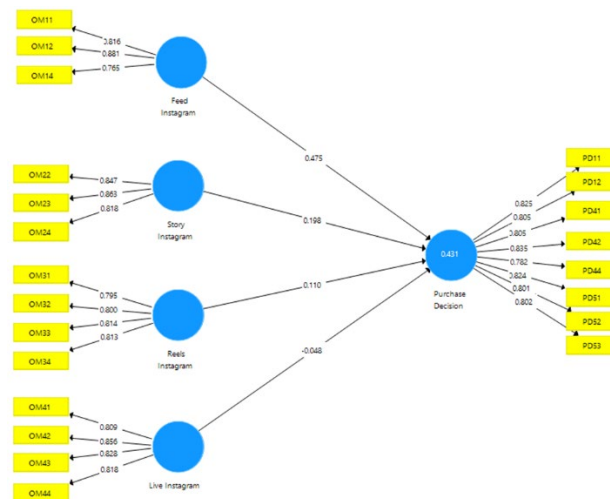 OM11
0.816
OM12
0.881
0.765
OM14
Feed
Instagram
0.475
OM22
0.847
OM23
0.863
0.818
OM24
Story
Instagram
0.198
OM31
0.795
OM32
0.800
0.814
OM33
0.813
OM34
Reels
Instagram
0.110
OM41
0.809
OM42
0.856
0.828
OM43
0.818
OM44
Live Instagram
-0.048
0.431
Purchase
Decision
PD11
0.825
PD12
0.805
PD41
0.805
PD42
0.835
0.782
PD44
0.824
PD51
0.801
PD52
0.802
PD53